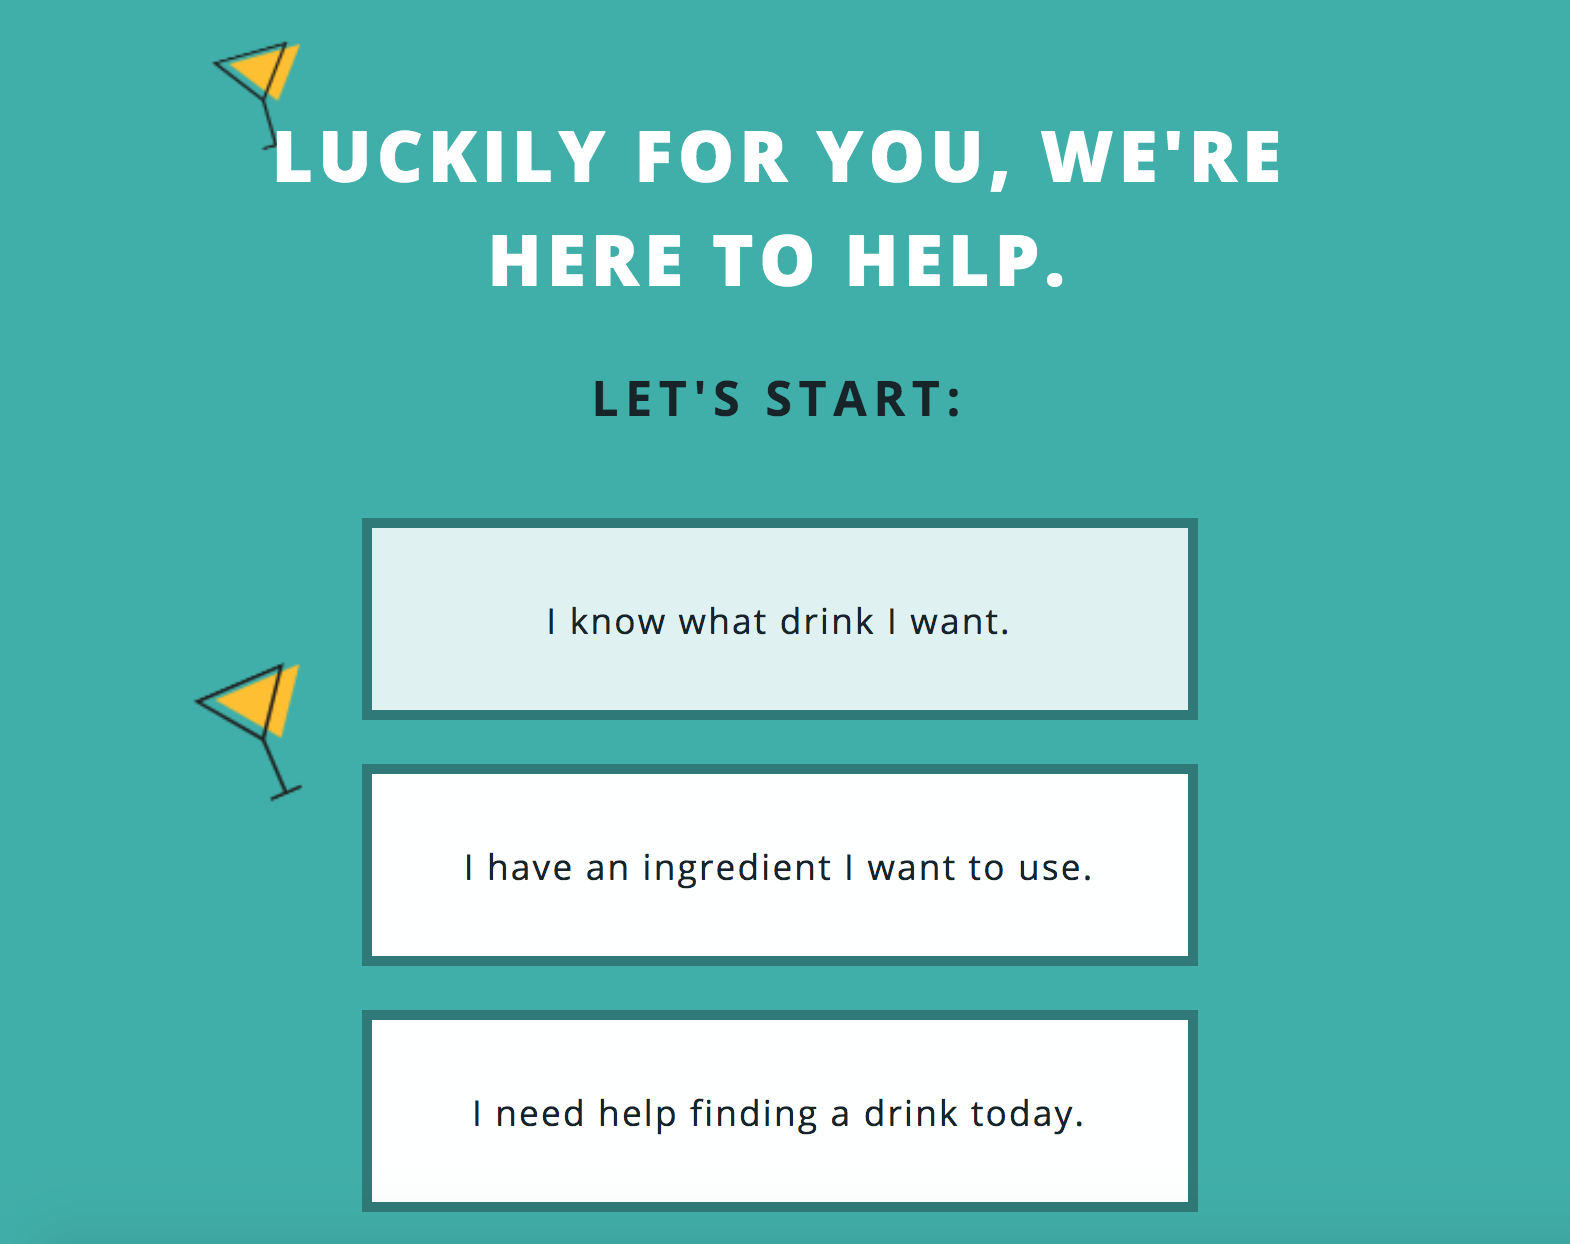 LUCKILY FOR YOU, WE'RE
HERE TO HELP.
LET'S START:
I know what drink I want.
I have an ingredient I want to use.
I need help finding a drink today.